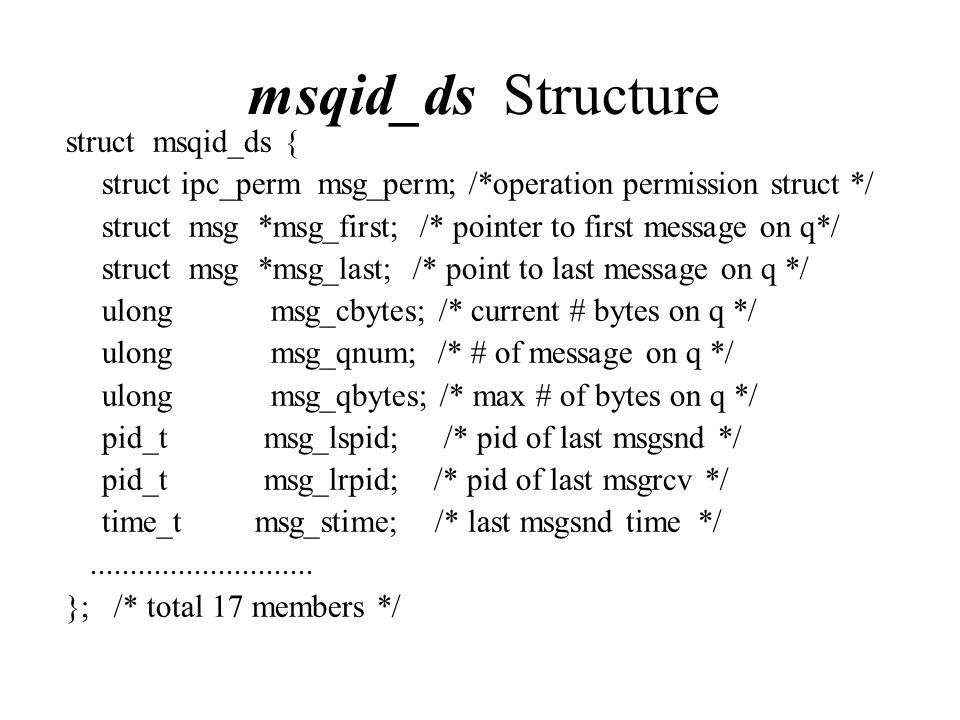 msqid_ds Structure
struct msqid_ds {
struct ipc_perm msg_perm; /*operation permission struct */
struct msg *msg_first; /* pointer to first message on q*/
struct msg *msg_last; /* point to last message on q */
ulong msg_cbytes; /* current # bytes on q */
ulong msg_qnum; /* # of message on q */
ulong msg_qbytes; /* max # of bytes on q */
pid_t msg_lspid; /* pid of last msgsnd */
pid_t msg_lrpid; /* pid of last msgrcv */
time_t msg_stime; /* last msgsnd time */
............................
}; /* total 17 members */